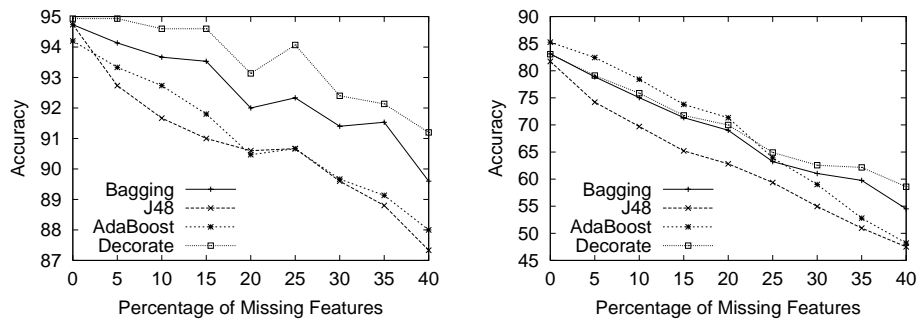 95
94
93
92
91
90
89
88
87
Accuracy
Bagging
J48
AdaBoost
Decorate
0 5 10 15 20 25 30 35 40
Percentage of Missing Features
90
85
80
75
70
65
60
55
50
45
Accuracy
Bagging
J48
AdaBoost
Decorate
0 5 10 15 20 25 30 35 40
Percentage of Missing Features